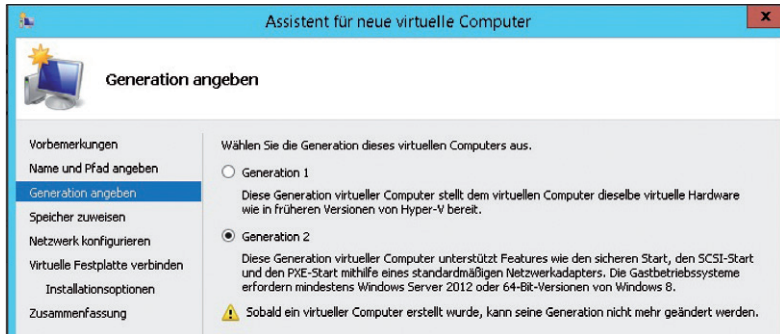 Assistent für neue virtuelle Computer
x
Generation angeben
Vorbemerkungen
Name und Pfad angeben
Generation angeben
Speicher zuweisen
Netzwerk konfigurieren
Virtuelle Festplatte verbinden
Installationsoptionen
Zusammenfassung
Wählen Sie die Generation dieses virtuellen Computers aus.
Generation 1
Diese Generation virtueller Computer stellt dem virtuellen Computer dieselbe virtuelle Hardware
wie in früheren Versionen von Hyper-V bereit.
Generation 2
Diese Generation virtueller Computer unterstützt Features wie den sicheren Start, den SCSI-Start
und den PXE-Start mithilfe eines standardmäßigen Netzwerkadapters. Die Gastbetriebssysteme
erfordern mindestens Windows Server 2012 oder 64-Bit-Versionen von Windows 8.
Sobald ein virtueller Computer erstellt wurde, kann seine Generation nicht mehr geändert werden.